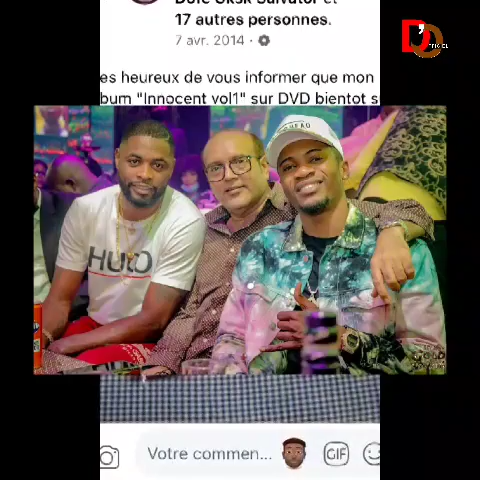 17 autres personnes.
7 avr. 2014 ·
es heureux de vous informer que mon
bum "Innocent vol1" sur DVD bientot s
HUGO
Votre commen...
GIF